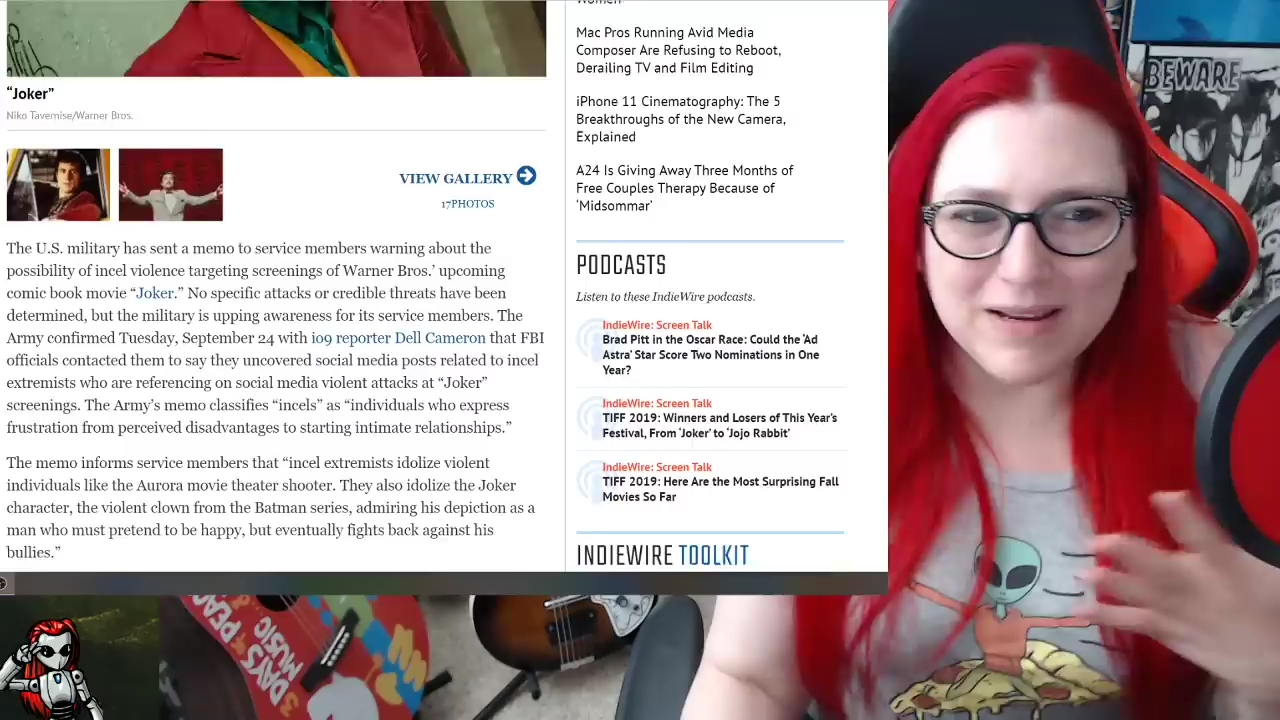 “Joker”
Niko Tavernise/Warner Bros.
VIEW GALLERY
17PHOTOS
The U.S. military has sent a memo to service members warning about the
possibility of incel violence targeting screenings of Warner Bros.’ upcoming
comic book movie “Joker.” No specific attacks or credible threats have been
determined, but the military is upping awareness for its service members. The
Army confirmed Tuesday, September 24 with io9 reporter Dell Cameron that FBI
officials contacted them to say they uncovered social media posts related to incel
extremists who are referencing on social media violent attacks at “Joker”
screenings. The Army’s memo classifies “incels” as “individuals who express
frustration from perceived disadvantages to starting intimate relationships.”
The memo informs service members that “incel extremists idolize violent
individuals like the Aurora movie theater shooter. They also idolize the Joker
character, the violent clown from the Batman series, admiring his depiction as a
man who must pretend to be happy, but eventually fights back against his
bullies.”
Women
Mac Pros Running Avid Media
Composer Are Refusing to Reboot,
Derailing TV and Film Editing
iPhone 11 Cinematography: The 5
Breakthroughs of the New Camera,
Explained
A24 Is Giving Away Three Months of
Free Couples Therapy Because of
‘Midsommar’
PODCASTS
Listen to these IndieWire podcasts.
IndieWire: Screen Talk
Brad Pitt in the Oscar Race: Could the ‘Ad
Astra’ Star Score Two Nominations in One
Year?
IndieWire: Screen Talk
TIFF 2019: Winners and Losers of This Year’s
Festival, From ‘Joker’ to ‘Jojo Rabbit’
IndieWire: Screen Talk
TIFF 2019: Here Are the Most Surprising Fall
Movies So Far
INDIEWIRE TOOLKIT
BEWARE
DAYS PEACE
MUSIC